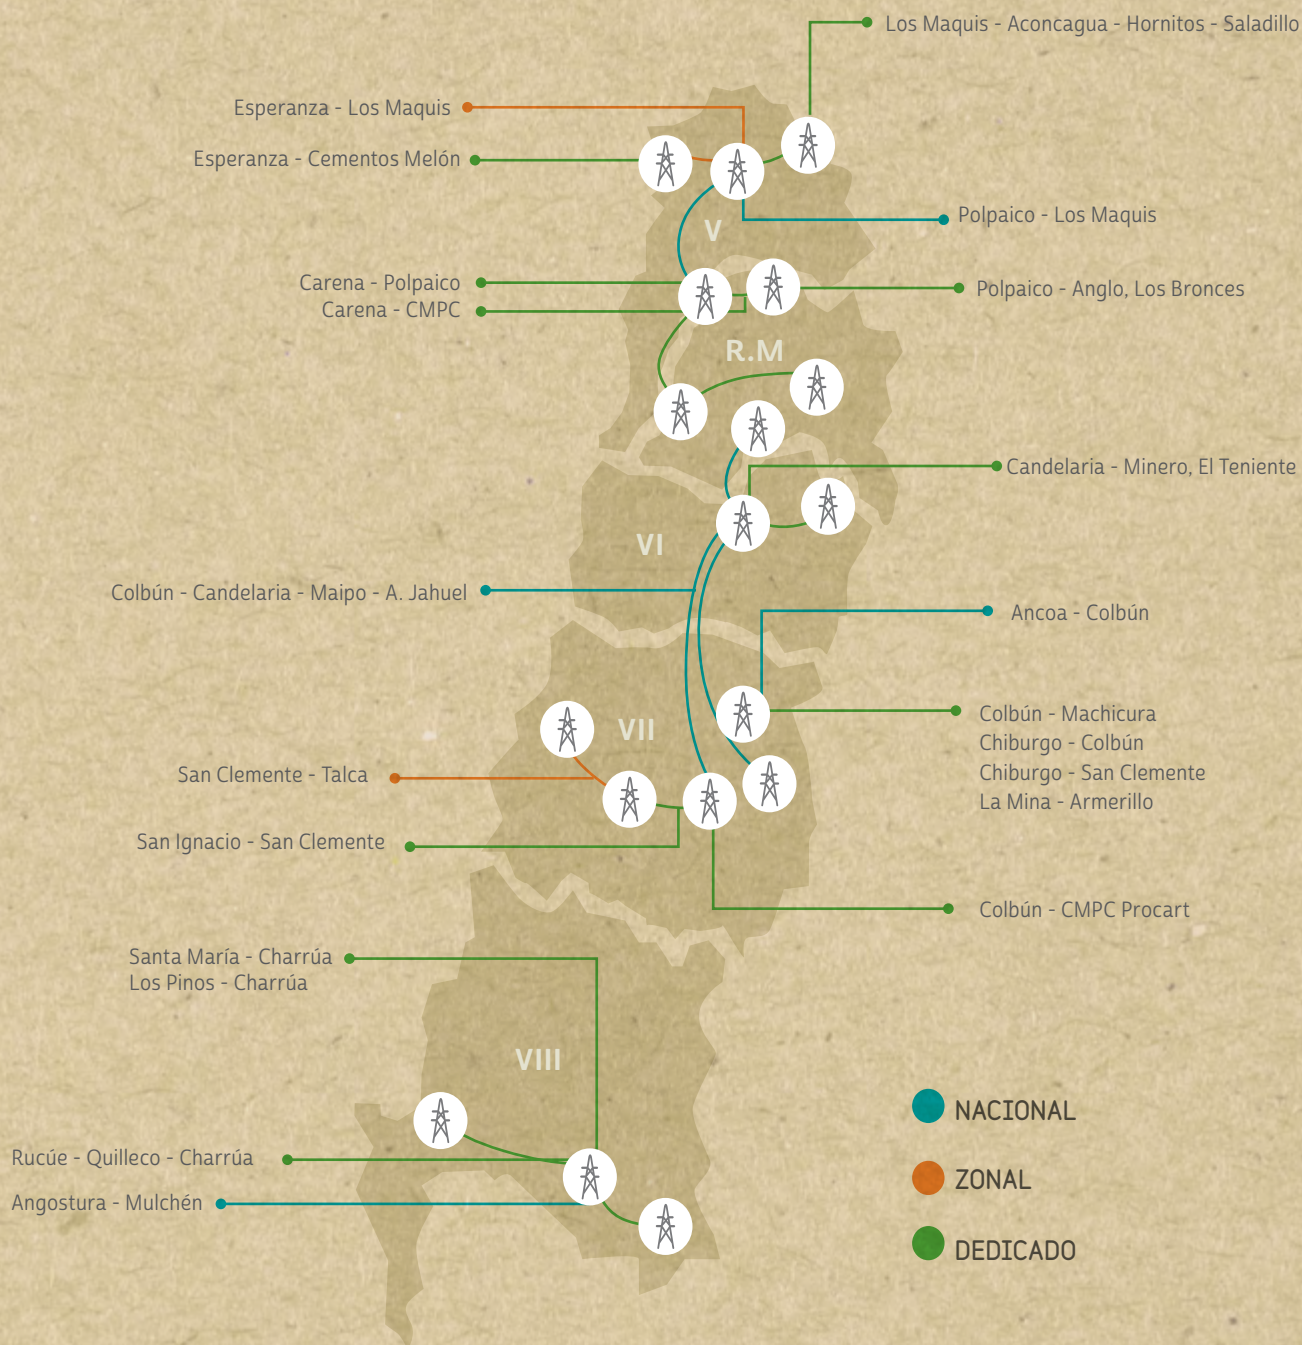 Los Maquis - Aconcagua - Hornitos - Saladillo
Esperanza - Los Maquis
Esperanza - Cementos Melón
Polpaico - Los Maquis
V
Carena - Polpaico
Polpaico - Anglo, Los Bronces
Carena - CMPC
R.M
Candelaria - Minero, El Teniente
VI
Colbún - Candelaria - Maipo - A. Jahuel
Ancoa - Colbún
Colbún - Machicura
Chiburgo - Colbún
Chiburgo - San Clemente
La Mina - Armerillo
VII
San Clemente - Talca
San Ignacio - San Clemente
Colbún - CMPC Procart
Santa María - Charrúa
Los Pinos - Charrúa
VIII
Rucúe - Quilleco - Charrúa
Angostura - Mulchén
NACIONAL
ZONAL
DEDICADO